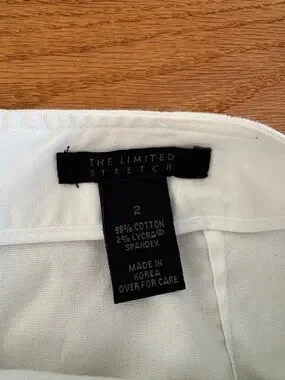 THE LIMITED
STRETCH
2
98% COTTON
2% LYCRA®
SPANDEX
MADE IN
KOREA
OVER FOR CARE